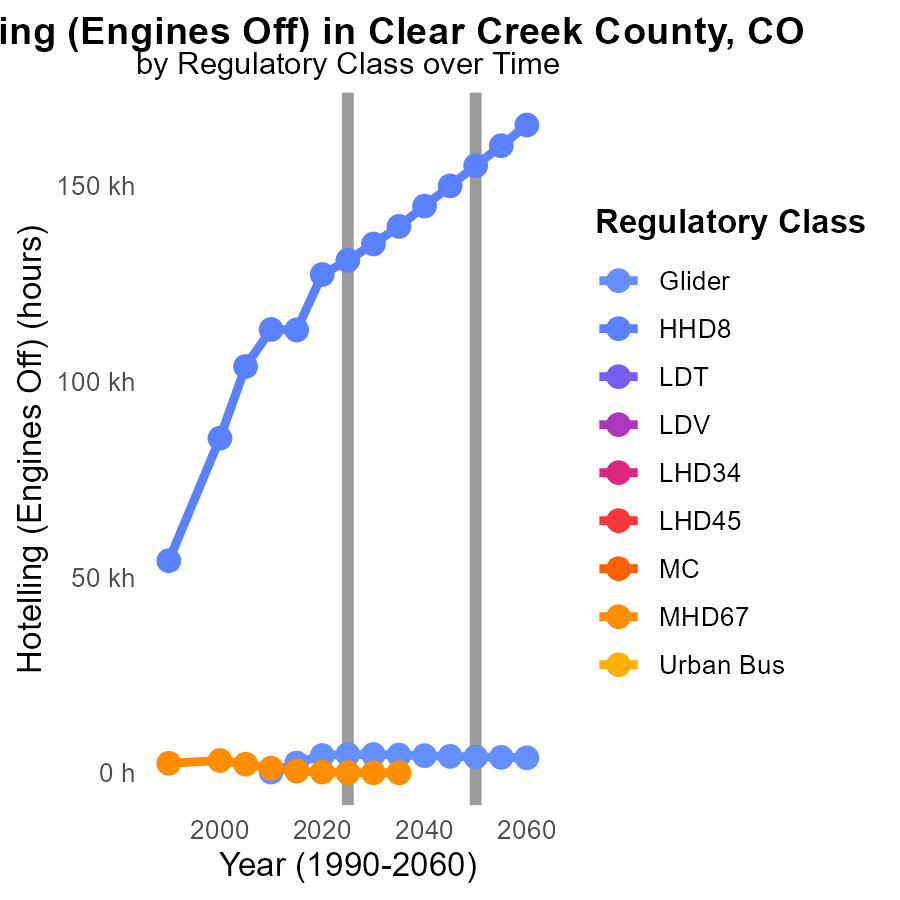 ing (Engines Off) in Clear Creek County, CO
by Regulatory Class over Time
150 kh
100 kh
50 kh
0 h
Hotelling (Engines Off) (hours)
2000 2020 2040 2060
Year (1990-2060)
Regulatory Class
Glider
HHD8
LDT
LDV
LHD34
LHD45
MC
MHD67
Urban Bus